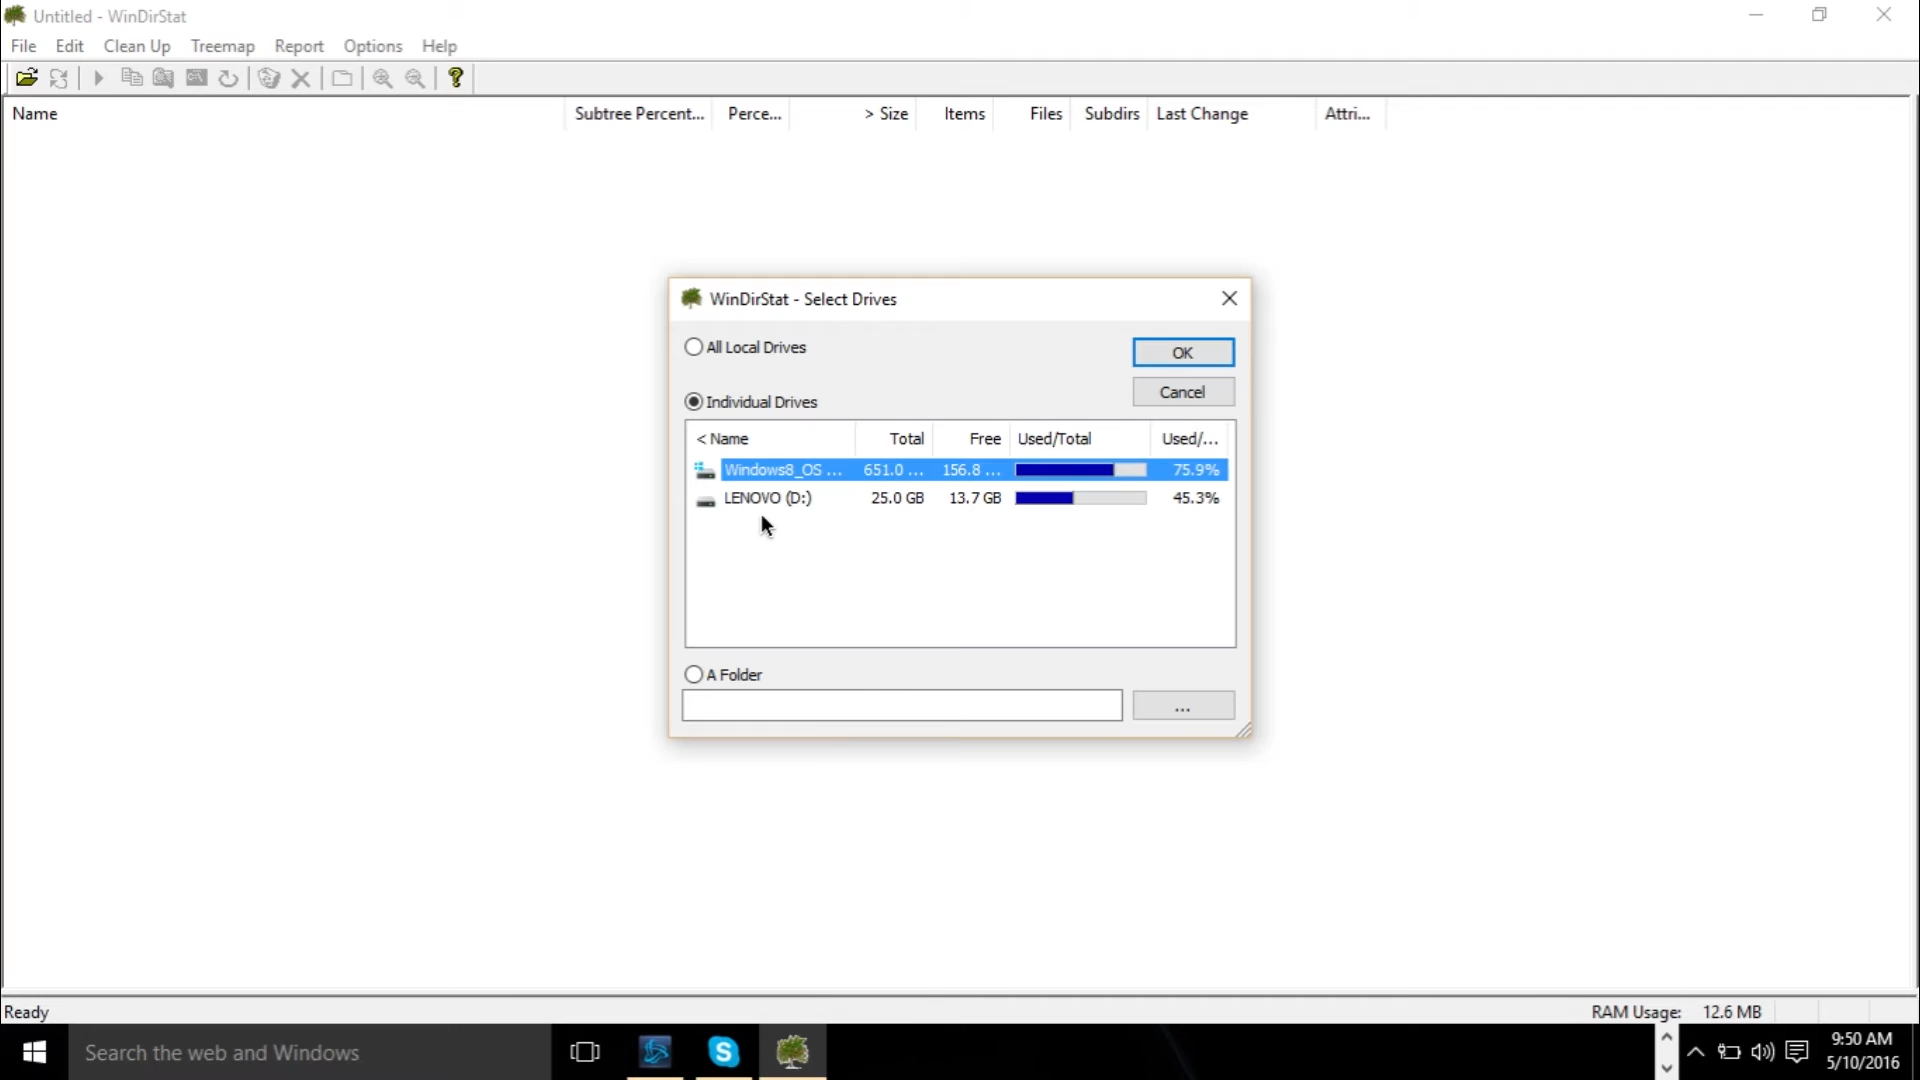 Untitled - WinDirStat
File Edit Clean Up Treemap Report Options Help
Name Subtree Percent... Perce... > Size Items Files Subdirs Last Change Attri...
WinDirStat - Select Drives
All Local Drives
OK
Cancel
Individual Drives
< Name Total Free Used/Total Used/...
Windows8_OS ... 651.0 ... 156.8 ... 75.9%
LENOVO (D:) 25.0 GB 13.7 GB 45.3%
A Folder
...
Ready RAM Usage: 12.6 MB
Search the web and Windows
9:50 AM
5/10/2016